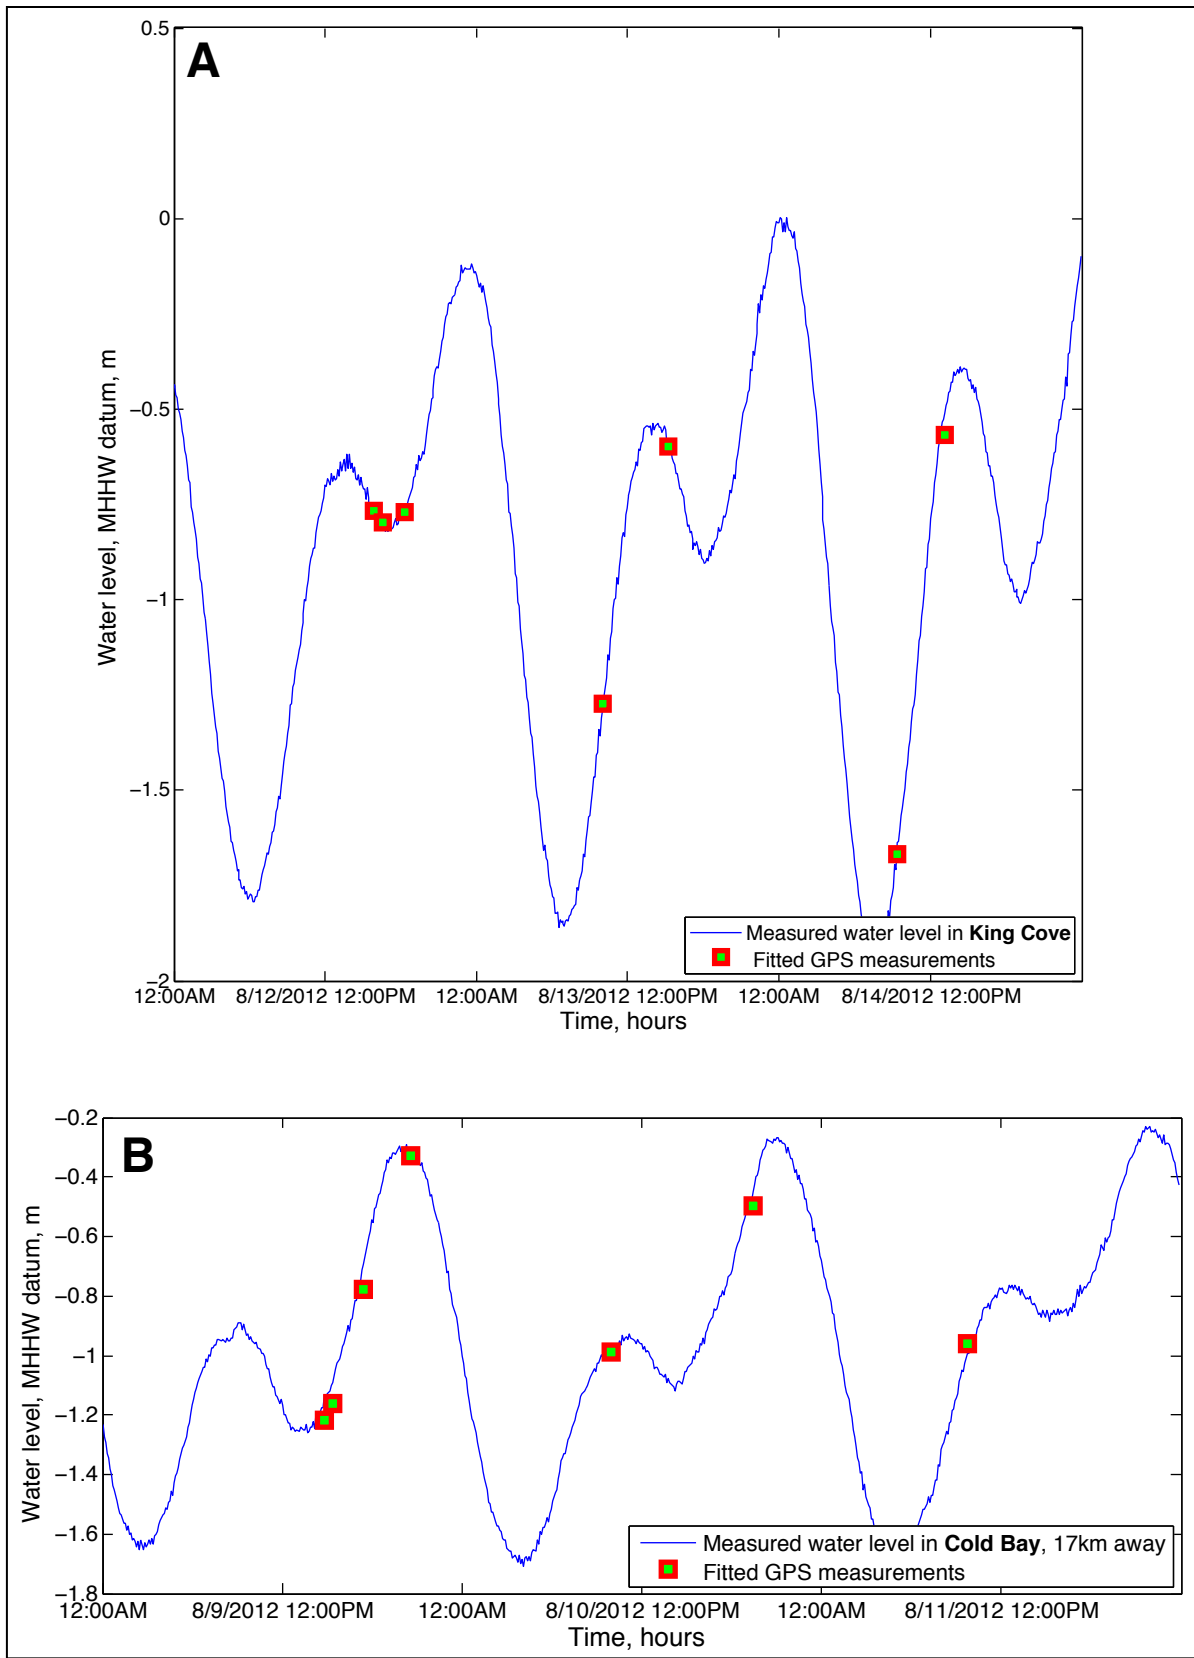 A
0.5
0
−0.5
−1
−1.5
−2
Water level, MHHW datum, m
Measured water level in King Cove
Fitted GPS measurements
12:00AM 8/12/2012 12:00PM 12:00AM 8/13/2012 12:00PM 12:00AM 8/14/2012 12:00PM
Time, hours
B
−0.2
−0.4
−0.6
−0.8
−1
−1.2
−1.4
−1.6
−1.8
Water level, MHHW datum, m
Measured water level in Cold Bay, 17km away
Fitted GPS measurements
12:00AM 8/9/2012 12:00PM 12:00AM 8/10/2012 12:00PM 12:00AM 8/11/2012 12:00PM
Time, hours